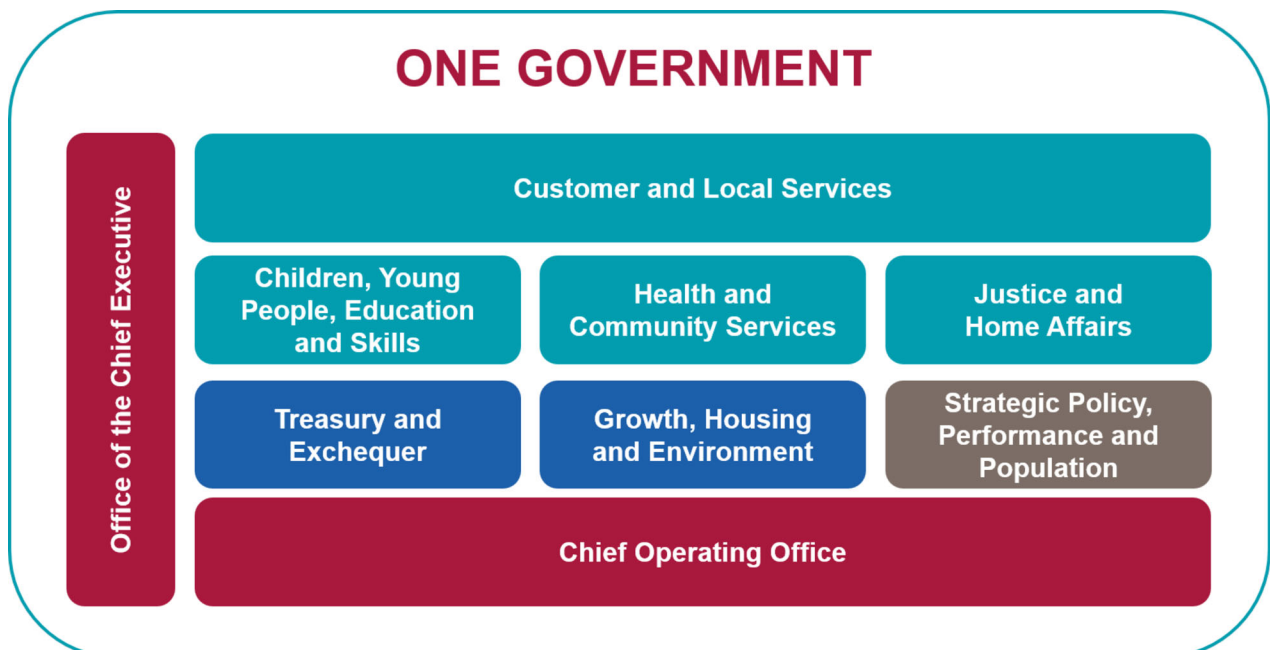 ONE GOVERNMENT
Office of the Chief Executive
Customer and Local Services
Children, Young
People, Education
and Skills
Health and
Community Services
Justice and
Home Affairs
Treasury and
Exchequer
Growth, Housing
and Environment
Strategic Policy,
Performance and
Population
Chief Operating Office